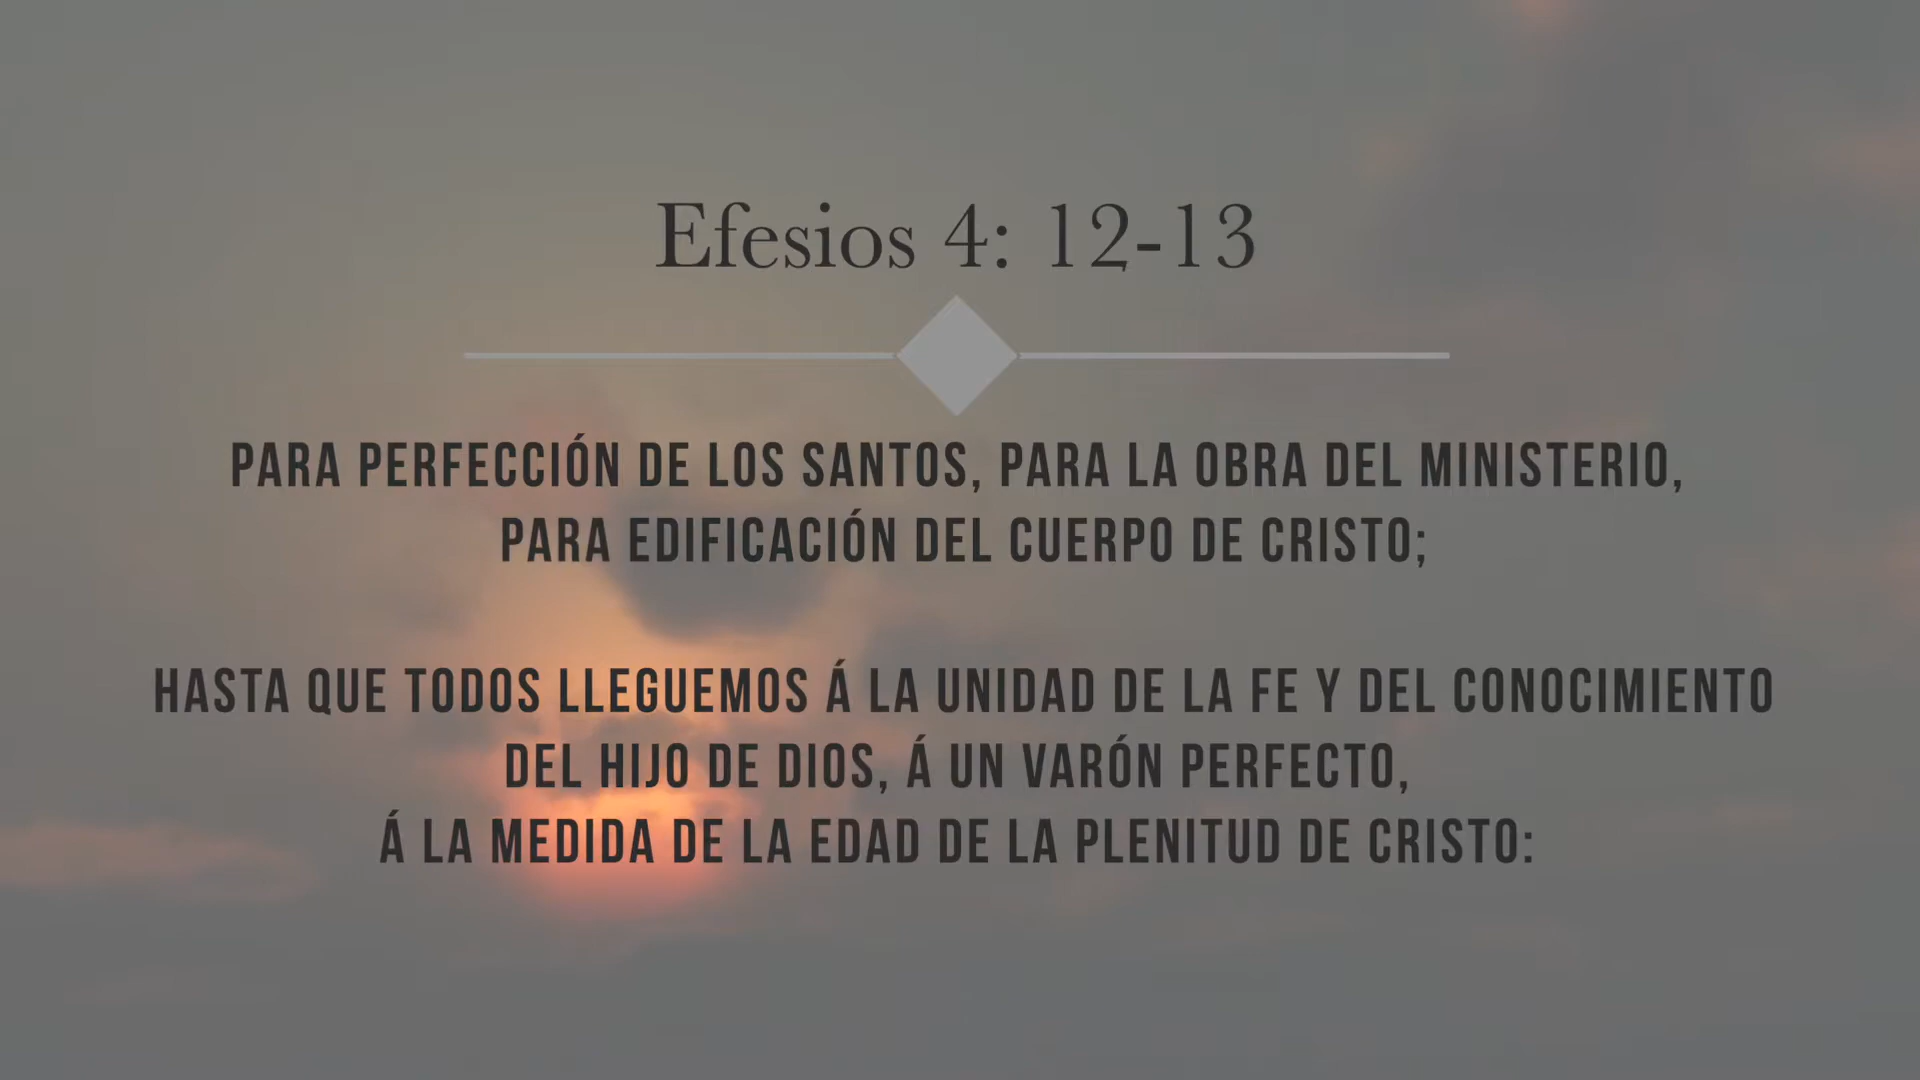 Efesios 4: 12-13
PARA PERFECCIÓN DE LOS SANTOS, PARA LA OBRA DEL MINISTERIO,
PARA EDIFICACIÓN DEL CUERPO DE CRISTO;
HASTA QUE TODOS LLEGUEMOS Á LA UNIDAD DE LA FE Y DEL CONOCIMIENTO
DEL HIJO DE DIOS, Á UN VARÓN PERFECTO,
Á LA MEDIDA DE LA EDAD DE LA PLENITUD DE CRISTO: